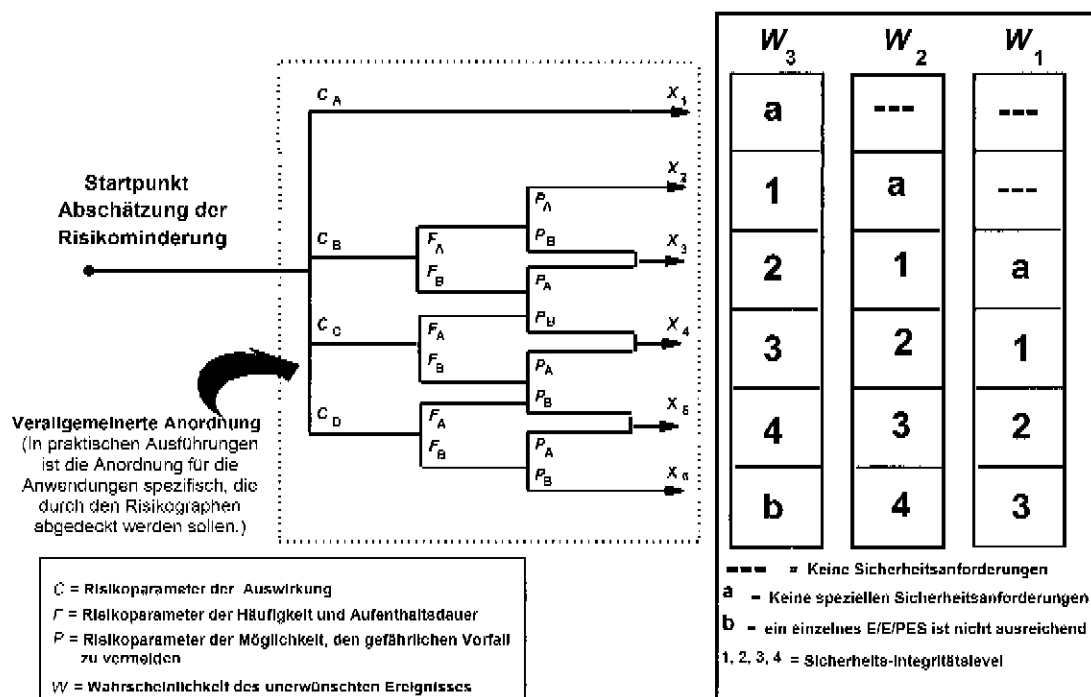 W3 W2 W1
C A X 1
a --- ---
X 2
Startpunkt
Abschätzung der
Risikominderung
1 a ---
P A
C B F A P B X 3
F B P A
2 1 a
P B
C C F A X 4
F B P A
3 2 1
P B
C D F A X 5
F B P A
4 3 2
P B X 6
b 4 3
Verallgemeinerte Anordnung
(In praktischen Ausführungen
ist die Anordnung für die
Anwendungen spezifisch, die
durch den Risikographen
abgedeckt werden sollen.)
C = Risikoparameter der Auswirkung
F = Risikoparameter der Häufigkeit und Aufenthaltsdauer
P = Risikoparameter der Möglichkeit, den gefährlichen Vorfall
zu vermeiden
W = Wahrscheinlichkeit des unerwünschten Ereignisses
--- = Keine Sicherheitsanforderungen
a = Keine speziellen Sicherheitsanforderungen
b = ein einzelnes E/E/PES ist nicht ausreichend
1, 2, 3, 4 = Sicherheits-Integritätslevel